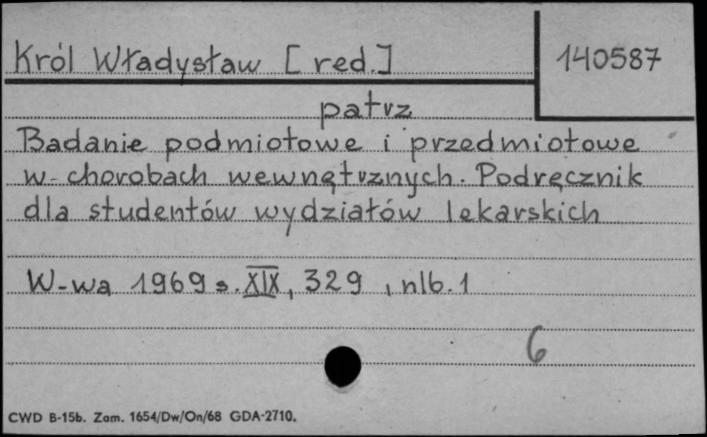 Król Władysław [red.]
140587
patrz
Badanie podmiotowe i przedmiotowe
w chorobach wewnętrznych. Podręcznik
dla studentów wydziałów lekarskich
W-wa 1969 s. XIX, 329, nlb. 1
6
CWD B-15b. Zam. 1654/Dw/On/68 GDA-2710.